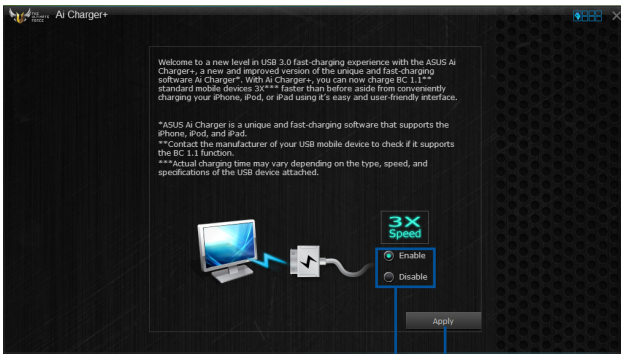 THE ULTIMATE FORCE
Ai Charger+
Welcome to a new level in USB 3.0 fast-charging experience with the ASUS Ai
Charger+, a new and improved version of the unique and fast-charging
software Ai Charger*. With Ai Charger+, you can now charge BC 1.1**
standard mobile devices 3X*** faster than before aside from conveniently
charging your iPhone, iPod, or iPad using it's easy and user-friendly interface.
*ASUS Ai Charger is a unique and fast-charging software that supports the
iPhone, iPod, and iPad.
**Contact the manufacturer of your USB mobile device to check if it supports
the BC 1.1 function.
***Actual charging time may vary depending on the type, speed, and
specifications of the USB device attached.
3X
Speed
Enable
Disable
Apply